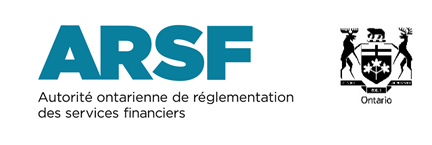 ARSF
Autorité ontarienne de réglementation
des services financiers
Ontario